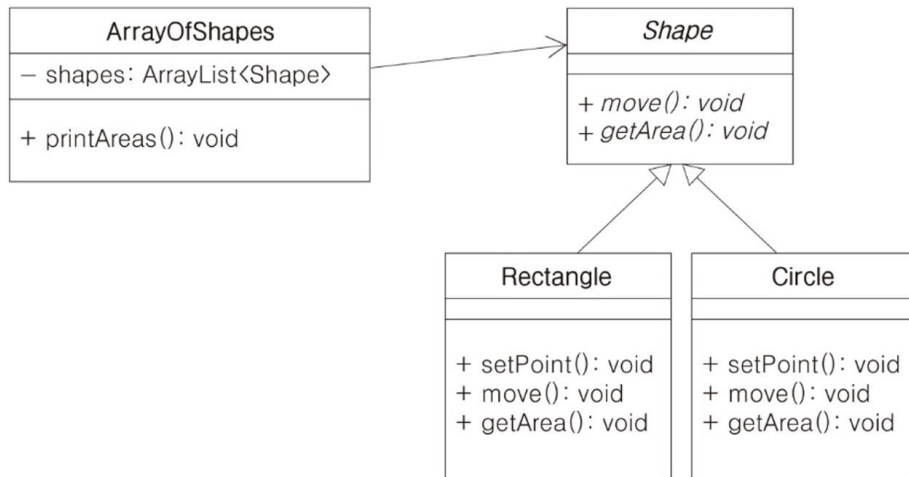 ArrayOfShapes
− shapes: ArrayList<Shape>
+ printAreas(): void
Shape
+ move(): void
+ getArea(): void
Rectangle
+ setPoint(): void
+ move(): void
+ getArea(): void
Circle
+ setPoint(): void
+ move(): void
+ getArea(): void